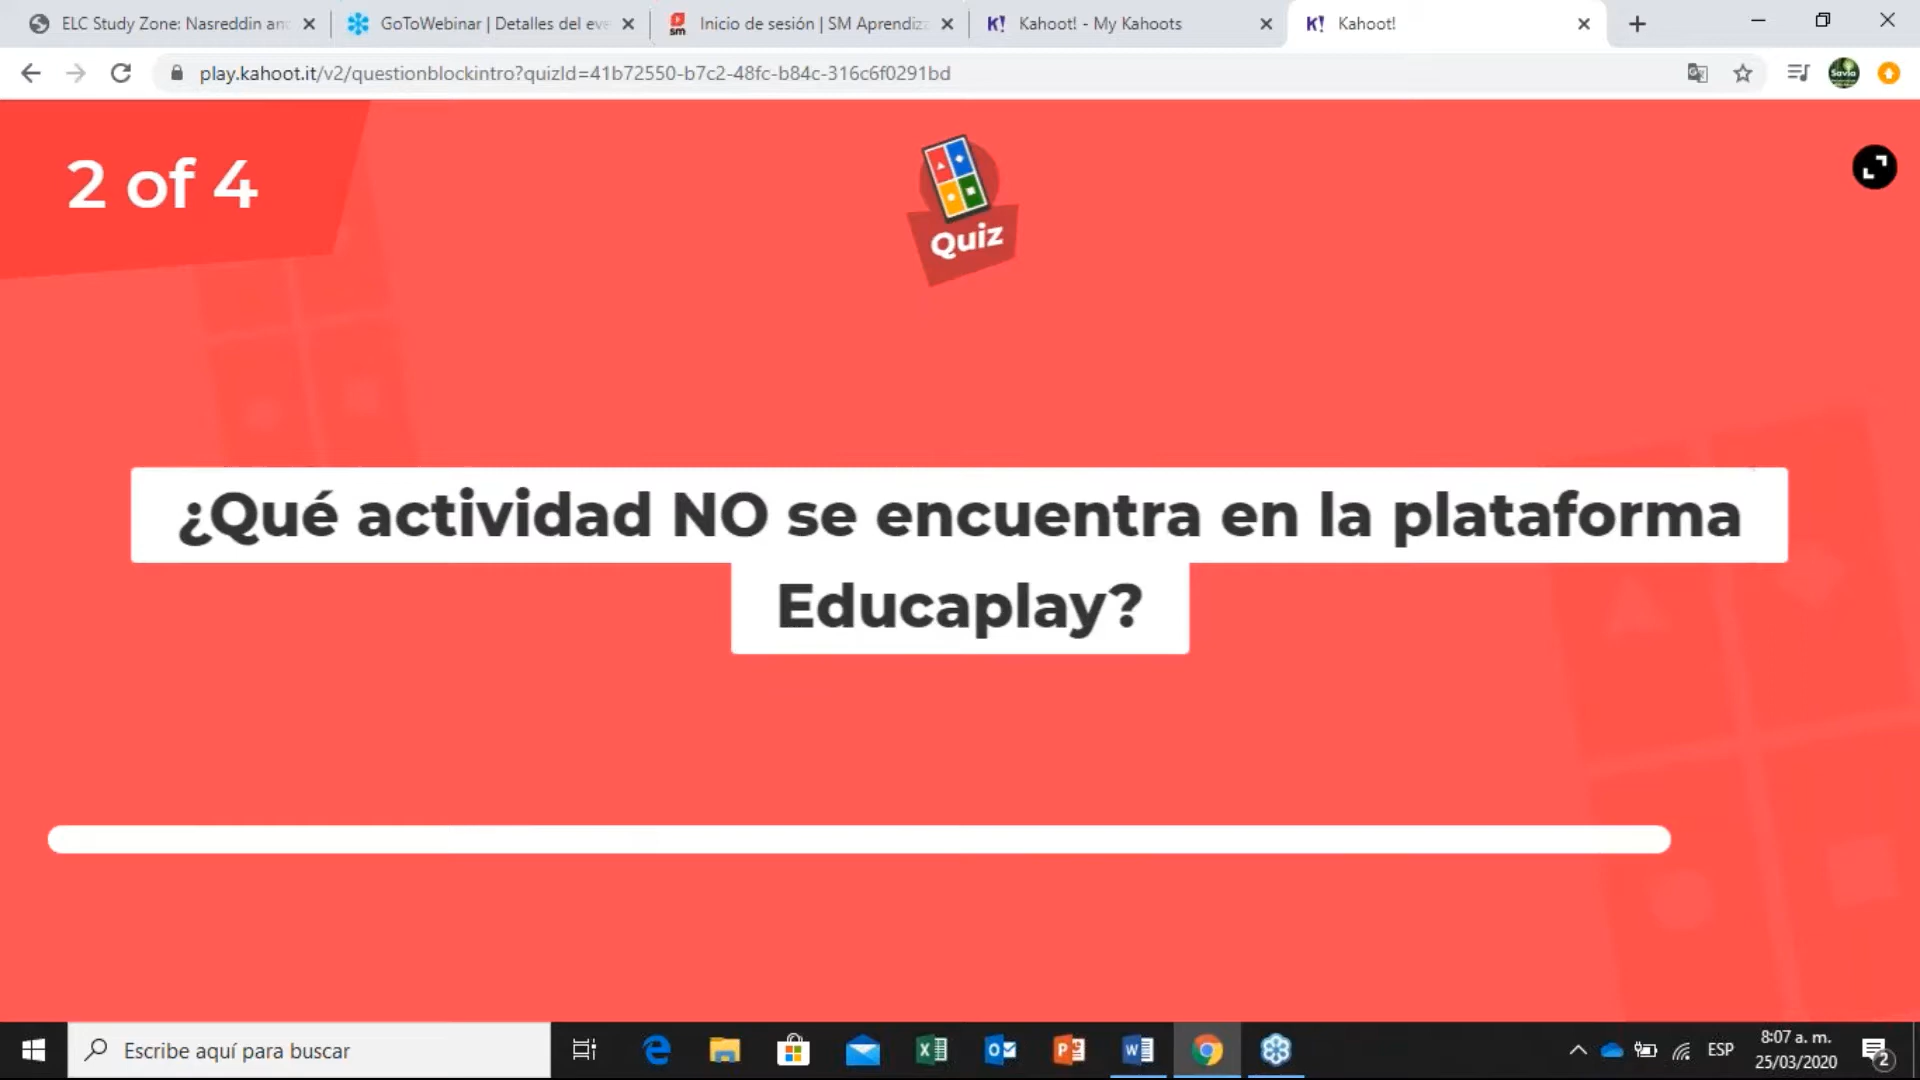 ELC Study Zone: Nasreddin an
GoToWebinar | Detalles del eve
Inicio de sesión | SM Aprendiza
K! Kahoot! - My Kahoots
K! Kahoot!
play.kahoot.it/v2/questionblockintro?quizId=41b72550-b7c2-48fc-b84c-316c6f0291bd
2 of 4
Quiz
¿Qué actividad NO se encuentra en la plataforma
Educaplay?
Escribe aquí para buscar
ESP
8:07 a. m.
25/03/2020
2